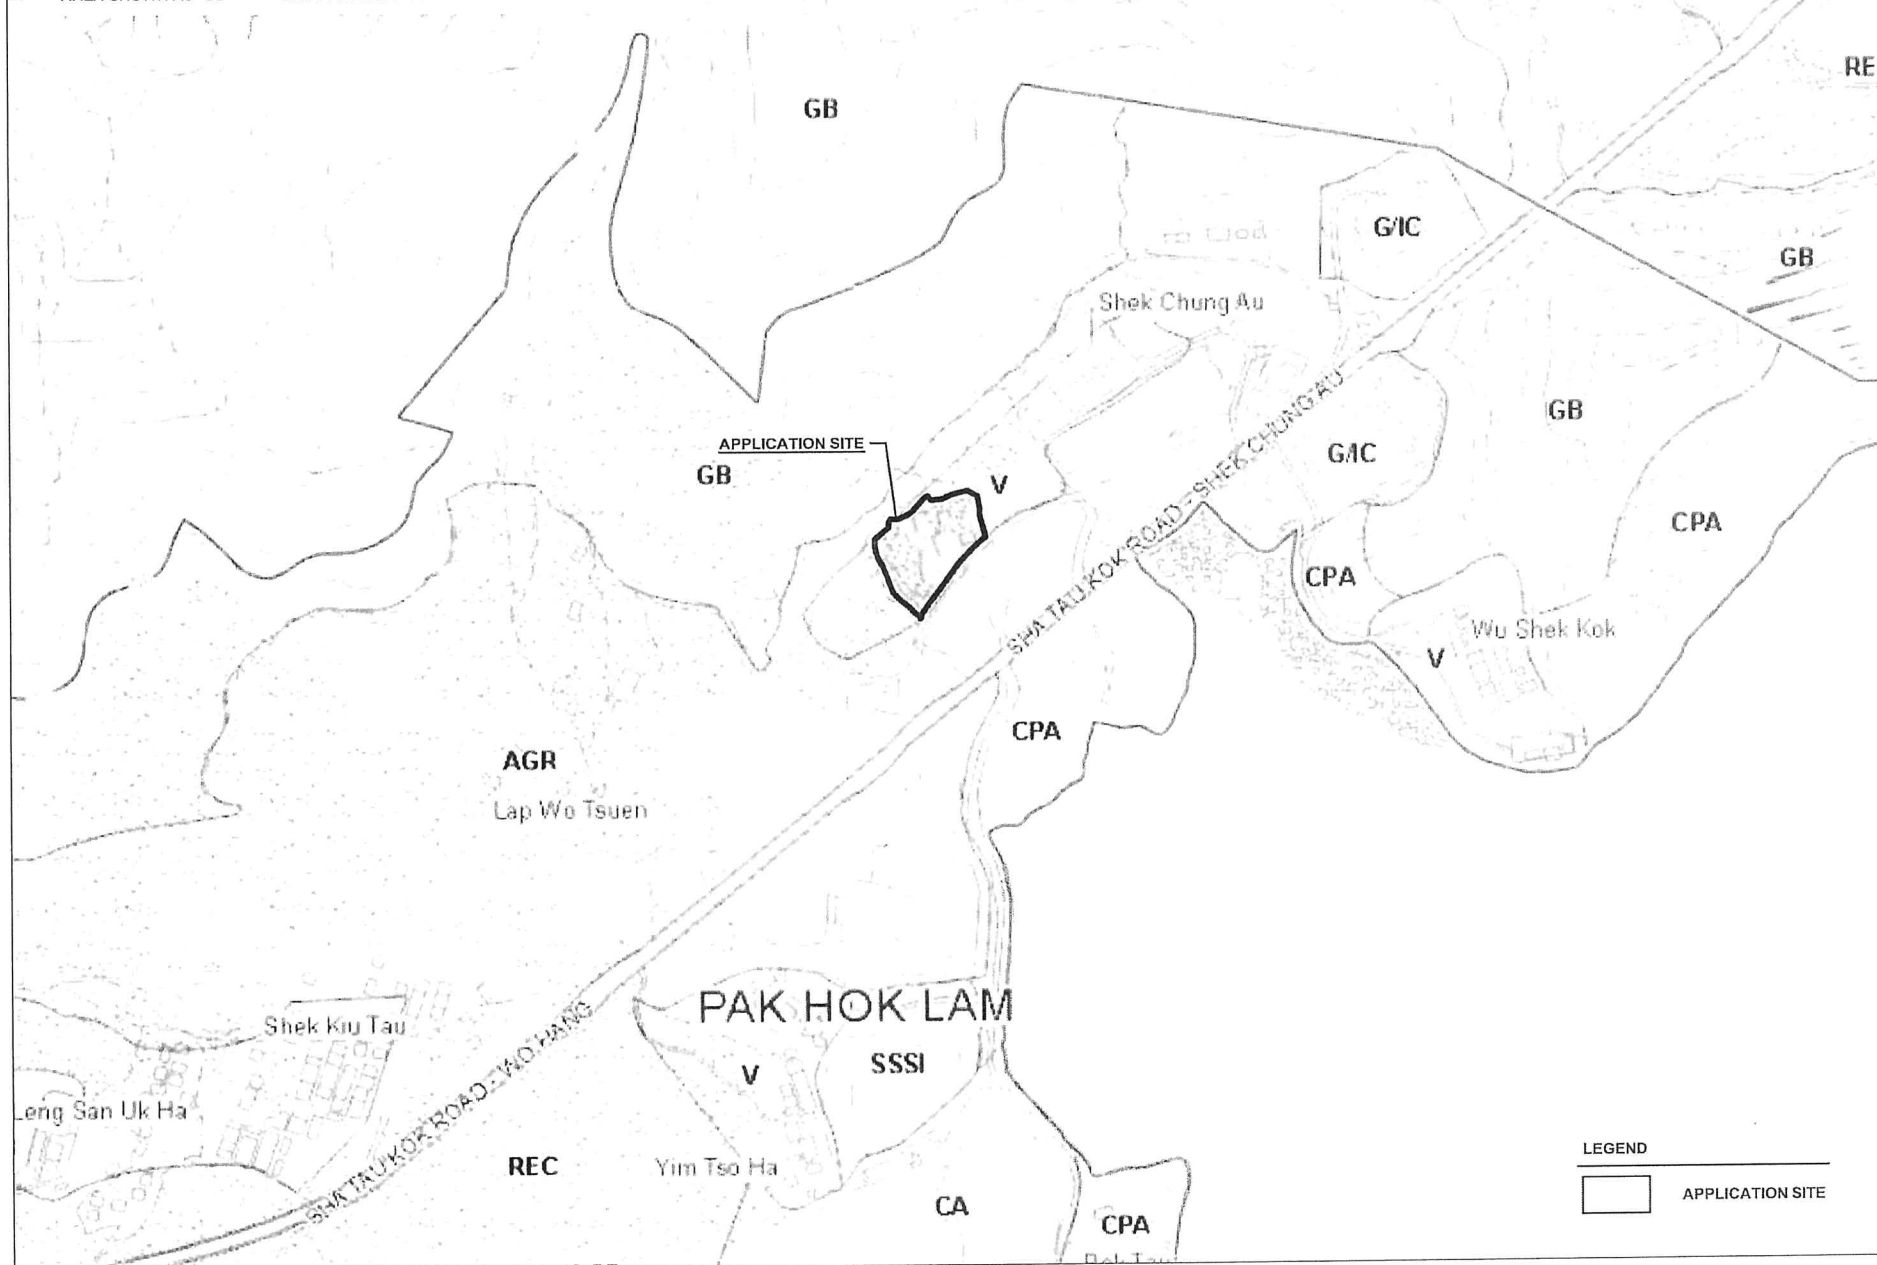 RE
GB
G/IC
GB
Shek Chung Au
GB
APPLICATION SITE
GB
V
G/IC
CPA
SHA TAU KOK ROAD - SHEK CHUNG AU
CPA
Wu Shek Kok
V
CPA
AGR
Lap Wo Tsuen
PAK HOK LAM
Shek Kiu Tau
SSSI
V
SHA TAU KOK ROAD - WO HANG
Leng San Uk Ha
REC
Yim Tso Ha
CA
CPA
LEGEND
APPLICATION SITE